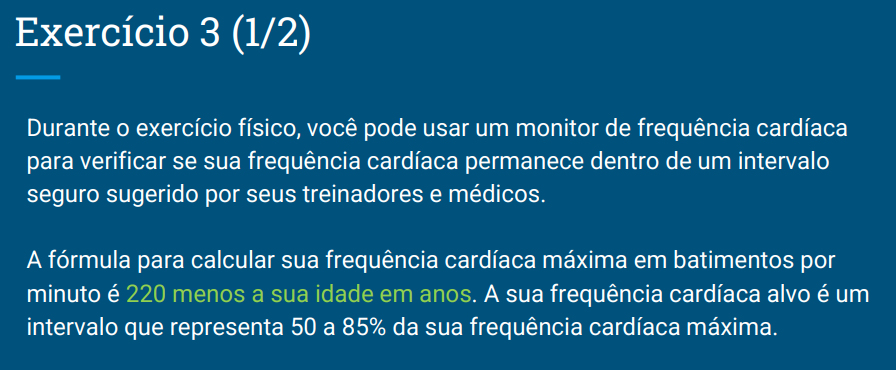 Exercício 3 (1/2)
Durante o exercício físico, você pode usar um monitor de frequência cardíaca
para verificar se sua frequência cardíaca permanece dentro de um intervalo
seguro sugerido por seus treinadores e médicos.
A fórmula para calcular sua frequência cardíaca máxima em batimentos por
minuto é 220 menos a sua idade em anos. A sua frequência cardíaca alvo é um
intervalo que representa 50 a 85% da sua frequência cardíaca máxima.